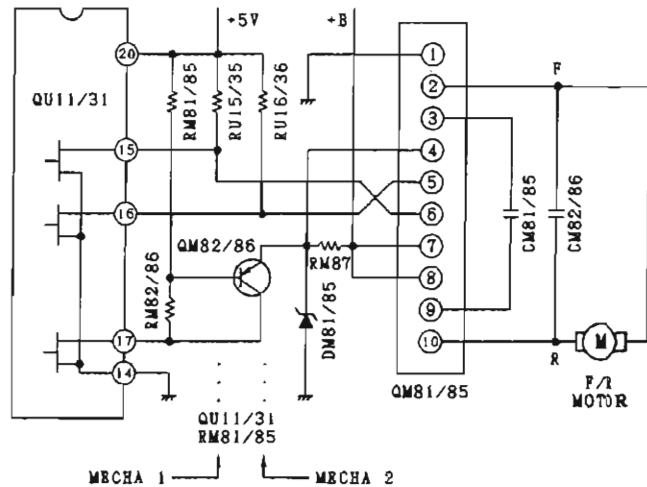 +5V
+B
QU11/31
20
15
16
17
14
RM81/85
RU15/35
RU16/36
QM82/86
RM82/86
RM87
DM81/85
1
2
3
4
5
6
7
8
9
10
QM81/85
CM81/85
CM82/86
F
R
M
F/R
MOTOR
QU11/31
RM81/85
MECHA 1
MECHA 2